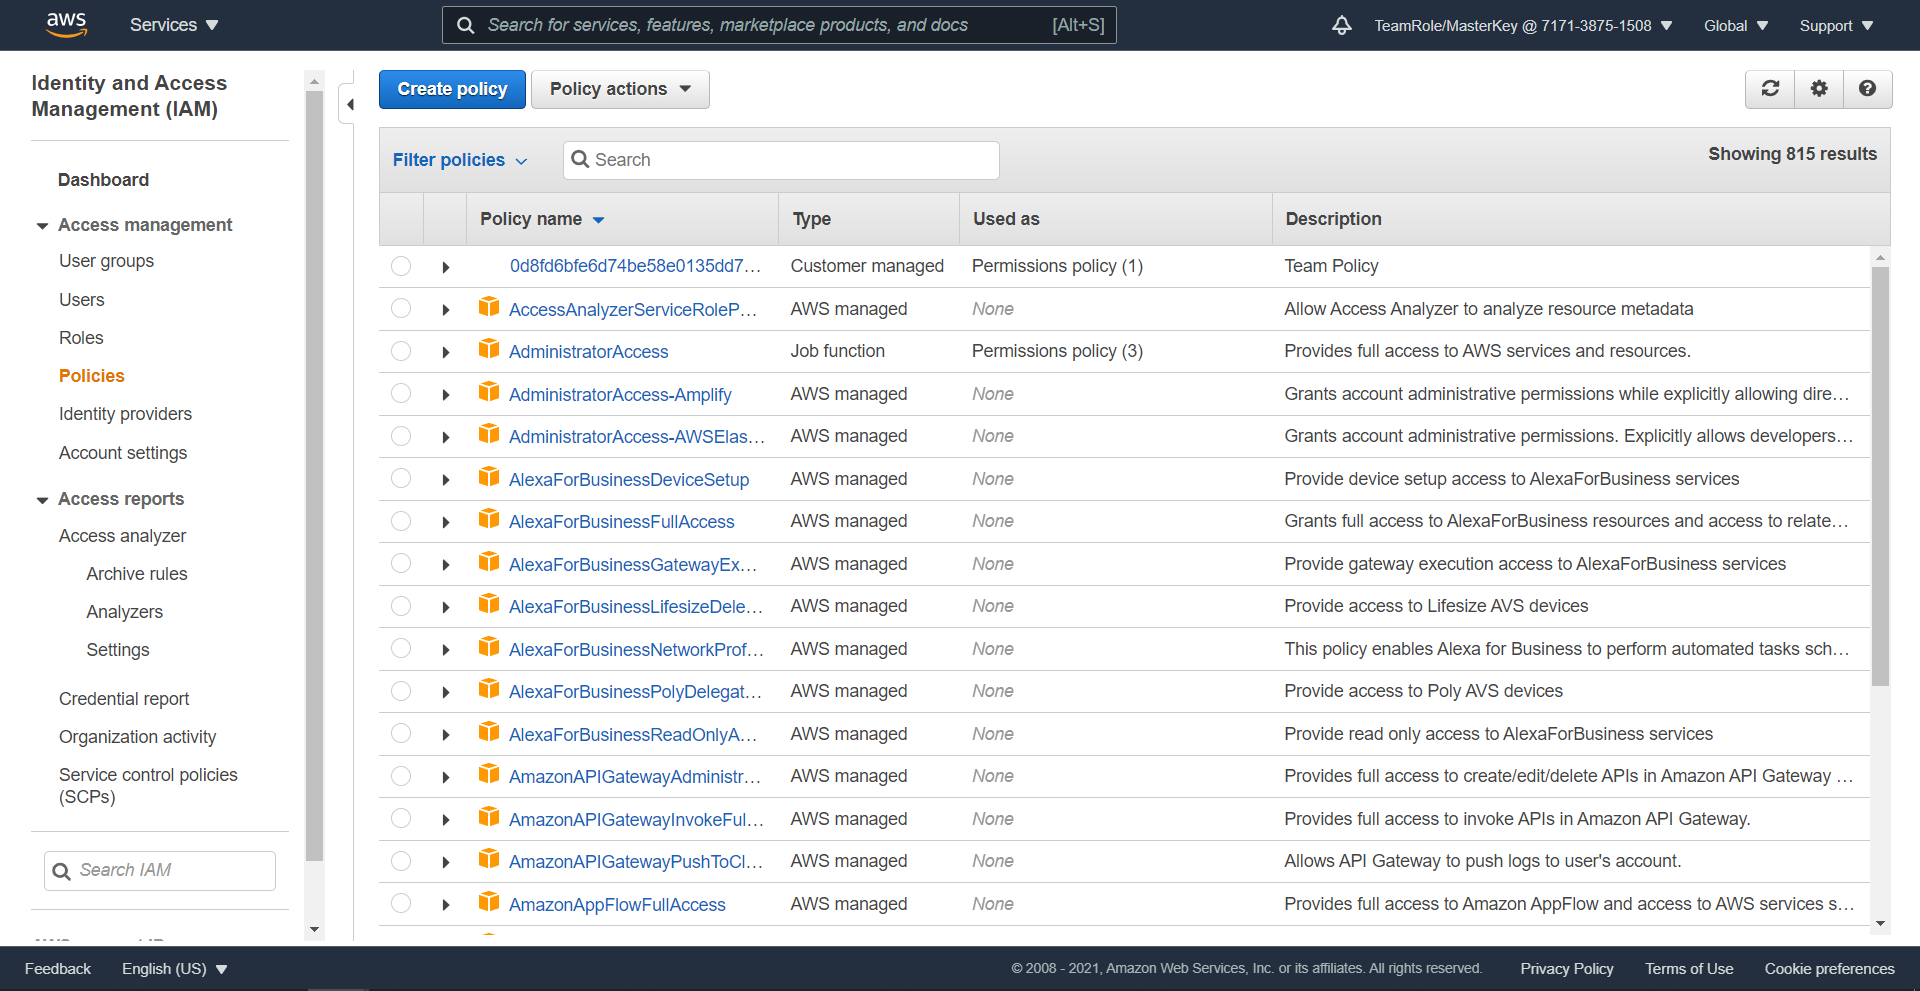 aws
Services
Search for services, features, marketplace products, and docs [Alt+S]
TeamRole/MasterKey @ 7171-3875-1508
Global
Support
Identity and Access
Management (IAM)
Dashboard
Access management
User groups
Users
Roles
Policies
Identity providers
Account settings
Access reports
Access analyzer
Archive rules
Analyzers
Settings
Credential report
Organization activity
Service control policies
(SCPs)
Search IAM
Create policy
Policy actions
Filter policies
Search
Showing 815 results
Policy name Type Used as Description
0d8fd6bfe6d74be58e0135dd7… Customer managed Permissions policy (1) Team Policy
AccessAnalyzerServiceRoleP… AWS managed None Allow Access Analyzer to analyze resource metadata
AdministratorAccess Job function Permissions policy (3) Provides full access to AWS services and resources.
AdministratorAccess-Amplify AWS managed None Grants account administrative permissions while explicitly allowing dire…
AdministratorAccess-AWSElas… AWS managed None Grants account administrative permissions. Explicitly allows developers…
AlexaForBusinessDeviceSetup AWS managed None Provide device setup access to AlexaForBusiness services
AlexaForBusinessFullAccess AWS managed None Grants full access to AlexaForBusiness resources and access to relate…
AlexaForBusinessGatewayEx… AWS managed None Provide gateway execution access to AlexaForBusiness services
AlexaForBusinessLifesizeDele… AWS managed None Provide access to Lifesize AVS devices
AlexaForBusinessNetworkProf… AWS managed None This policy enables Alexa for Business to perform automated tasks sch…
AlexaForBusinessPolyDelegat… AWS managed None Provide access to Poly AVS devices
AlexaForBusinessReadOnlyA… AWS managed None Provide read only access to AlexaForBusiness services
AmazonAPIGatewayAdministr… AWS managed None Provides full access to create/edit/delete APIs in Amazon API Gateway …
AmazonAPIGatewayInvokeFul… AWS managed None Provides full access to invoke APIs in Amazon API Gateway.
AmazonAPIGatewayPushToCl… AWS managed None Allows API Gateway to push logs to user's account.
AmazonAppFlowFullAccess AWS managed None Provides full access to Amazon AppFlow and access to AWS services s…
Feedback
English (US)
© 2008 - 2021, Amazon Web Services, Inc. or its affiliates. All rights reserved.
Privacy Policy
Terms of Use
Cookie preferences